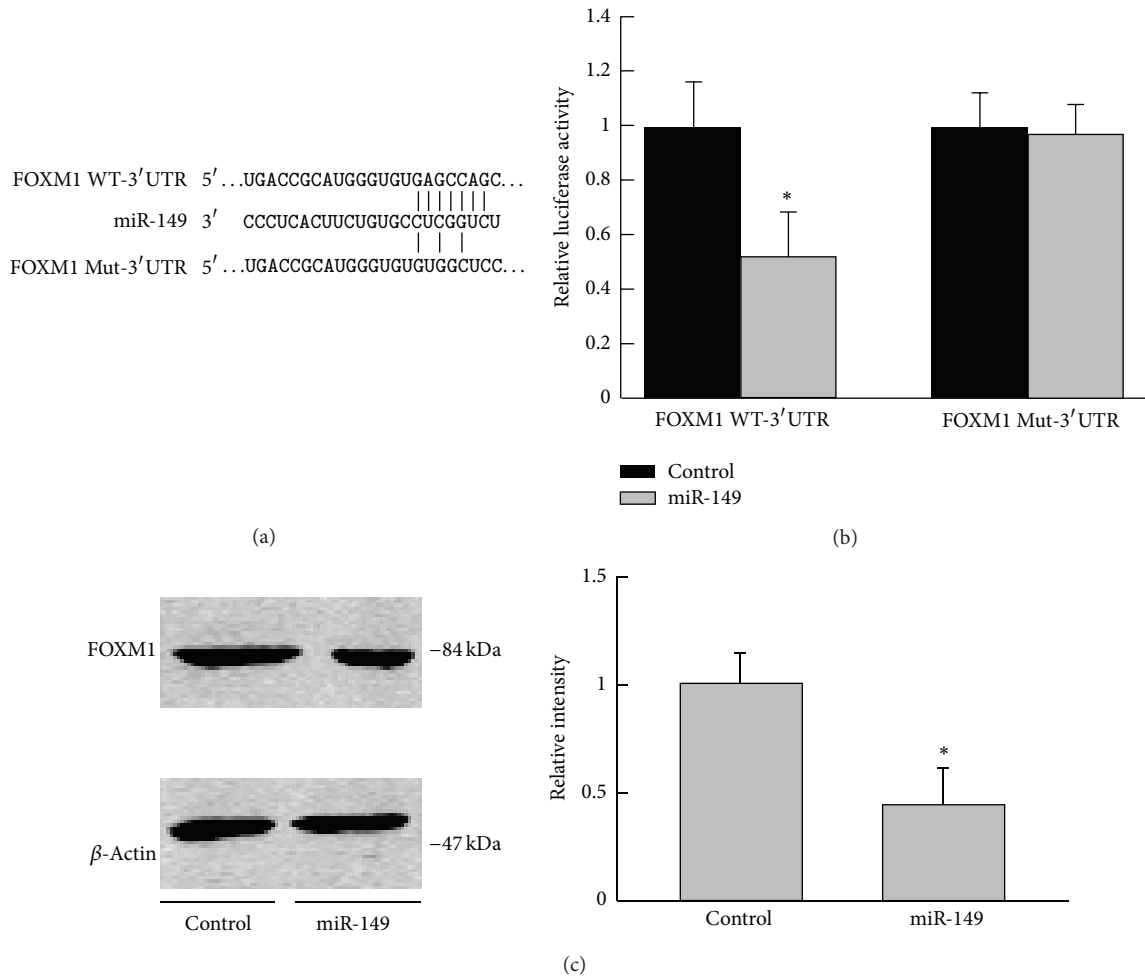 FOXM1 WT-3′UTR 5′ ...UGACCGCAUGGGUGUGAGCCAGC...
miR-149 3′ CCCUCACUUCUGUGCCUCGGUCU
FOXM1 Mut-3′UTR 5′ ...UGACCGCAUGGGUGUGUGGCUCC...
(a)
Relative luciferase activity
1.4
1.2
1
0.8
0.6
0.4
0.2
0
*
FOXM1 WT-3′UTR
FOXM1 Mut-3′UTR
Control
miR-149
(b)
FOXM1
−84 kDa
β-Actin
−47 kDa
Control
miR-149
Relative intensity
1.5
1
0.5
0
*
Control
miR-149
(c)